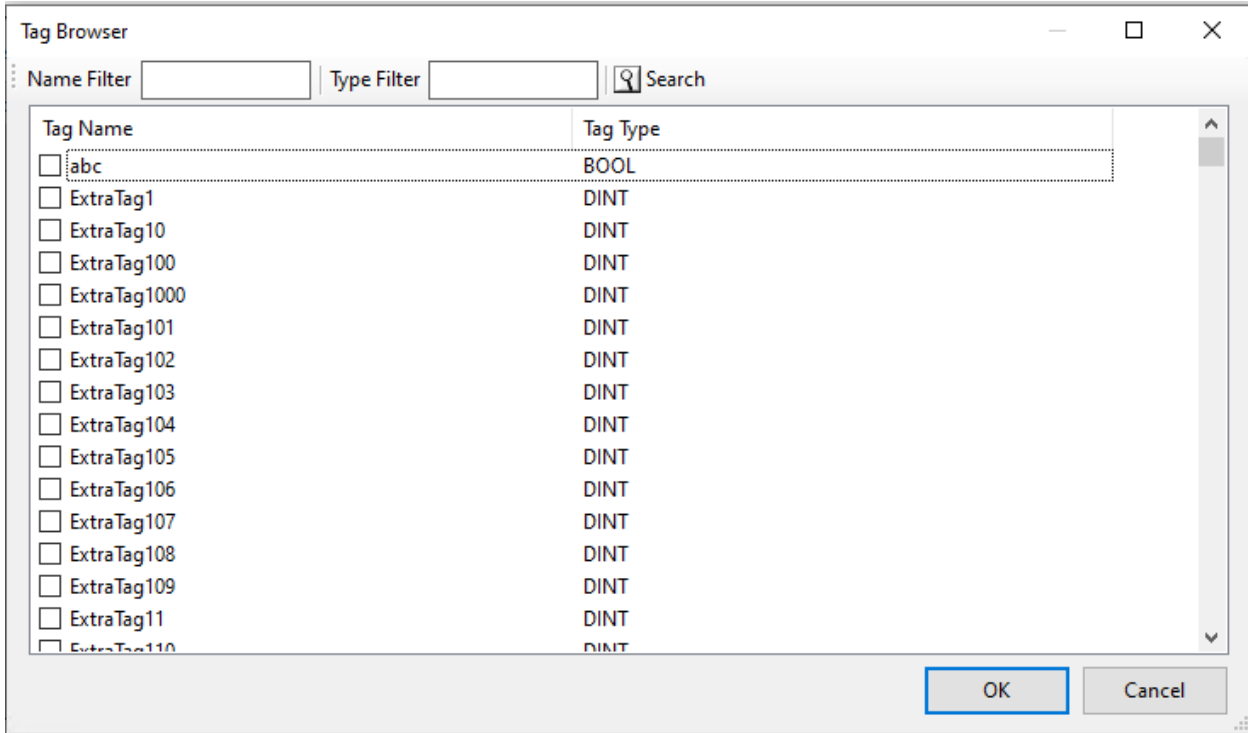 Tag Browser
Name Filter Type Filter Search
Tag Name Tag Type
abc BOOL
ExtraTag1 DINT
ExtraTag10 DINT
ExtraTag100 DINT
ExtraTag1000 DINT
ExtraTag101 DINT
ExtraTag102 DINT
ExtraTag103 DINT
ExtraTag104 DINT
ExtraTag105 DINT
ExtraTag106 DINT
ExtraTag107 DINT
ExtraTag108 DINT
ExtraTag109 DINT
ExtraTag11 DINT
ExtraTag110 DINT
OK Cancel